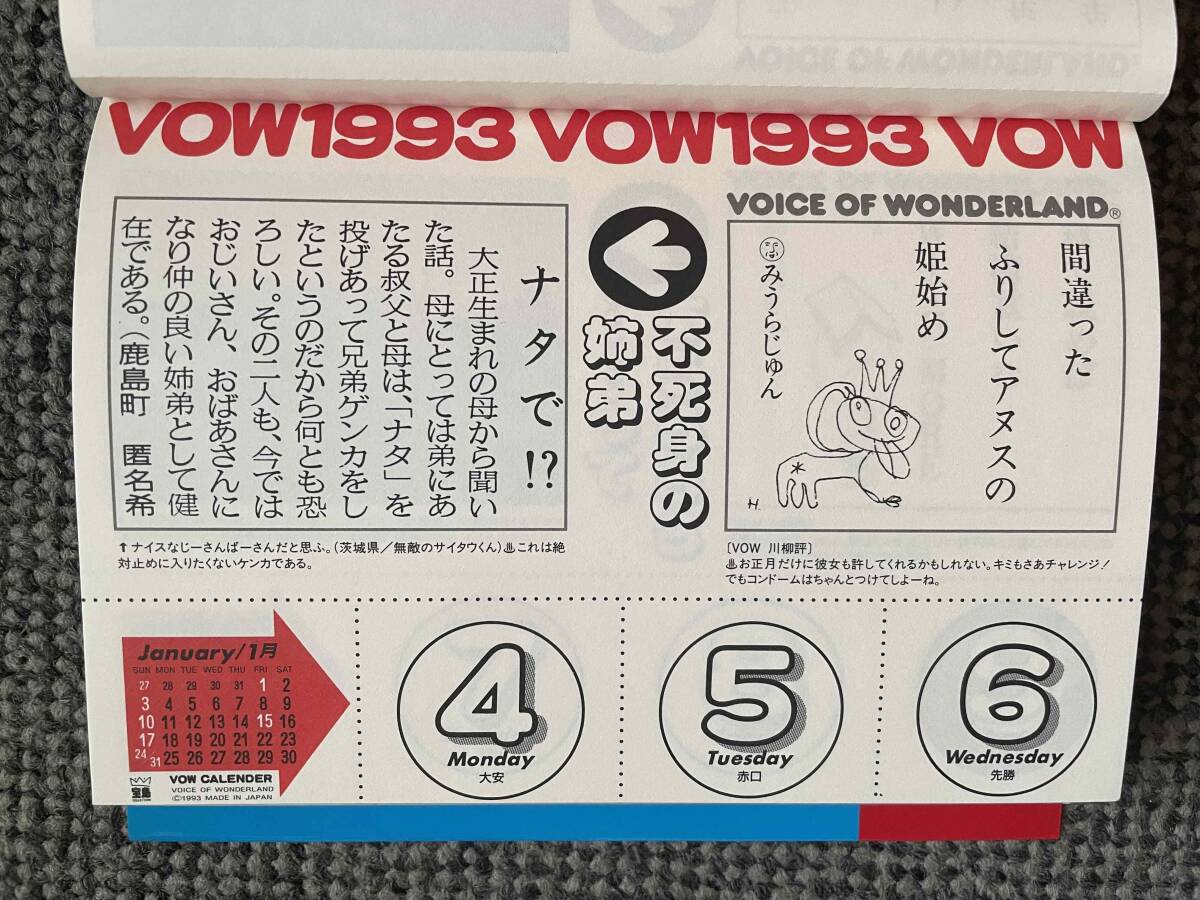 VOICE OF WONDERLAND
VOW1993 VOW1993 VOW
VOICE OF WONDERLAND®
間違った
ふりしてアヌスの
姫始め
みうらじゅん
H.
[VOW 川柳評]
♨お正月だけに彼女も許してくれるかもしれない。キミもさあチャレンジ！
でもコンドームはちゃんとつけてしよーね。
不死身の
姉弟
ナタで!?
大正生まれの母から聞い
た話。母にとっては弟にあ
たる叔父と母は、「ナタ」を
投げあって兄弟ゲンカをし
たというのだから何とも恐
ろしい。その二人も、今では
おじいさん、おばあさんに
なり仲の良い姉弟として健
在である。（鹿島町 匿名希
⬆ナイスなじーさんばーさんだと思ふ。（茨城県／無敵のサイタウくん）♨これは絶
対止めに入りたくないケンカである。
January/1月
SUN MON TUE WED THU FRI SAT
27 28 29 30 31 1 2
3 4 5 6 7 8 9
10 11 12 13 14 15 16
17 18 19 20 21 22 23
24 31 25 26 27 28 29 30
宝島
VOW CALENDER
VOICE OF WONDERLAND
©1993 MADE IN JAPAN
4
Monday
大安
5
Tuesday
赤口
6
Wednesday
先勝